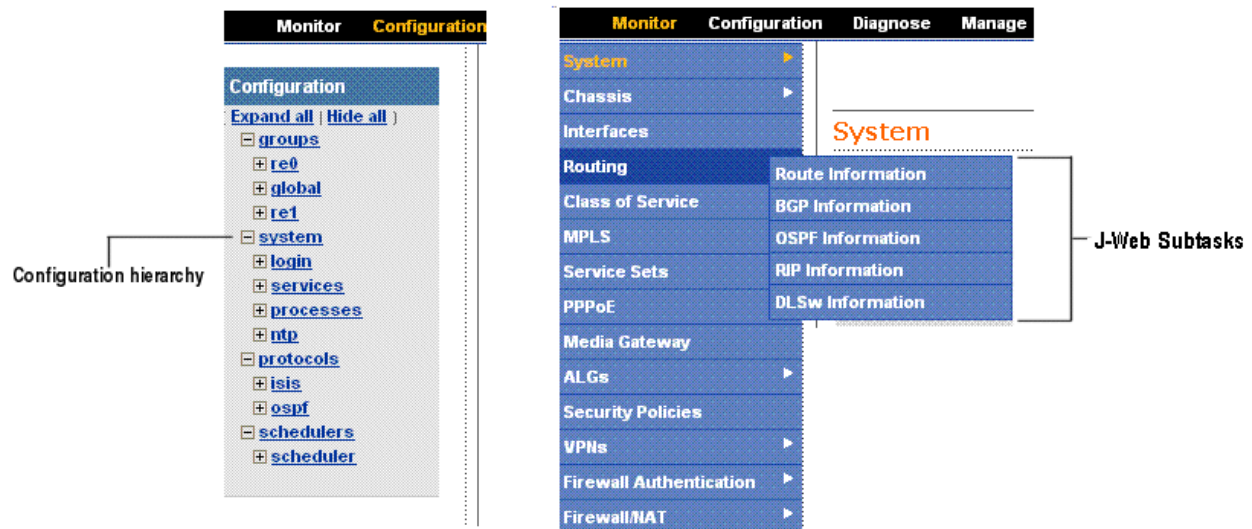 Monitor Configuration
Configuration
Expand all | Hide all )
groups
re0
global
re1
system
login
services
processes
ntp
protocols
isis
ospf
schedulers
scheduler
Configuration hierarchy
Monitor Configuration Diagnose Manage
System
Chassis
Interfaces
Routing
Class of Service
MPLS
Service Sets
PPPoE
Media Gateway
ALGs
Security Policies
VPNs
Firewall Authentication
Firewall/NAT
System
Route Information
BGP Information
OSPF Information
RIP Information
DLSw Information
J-Web Subtasks